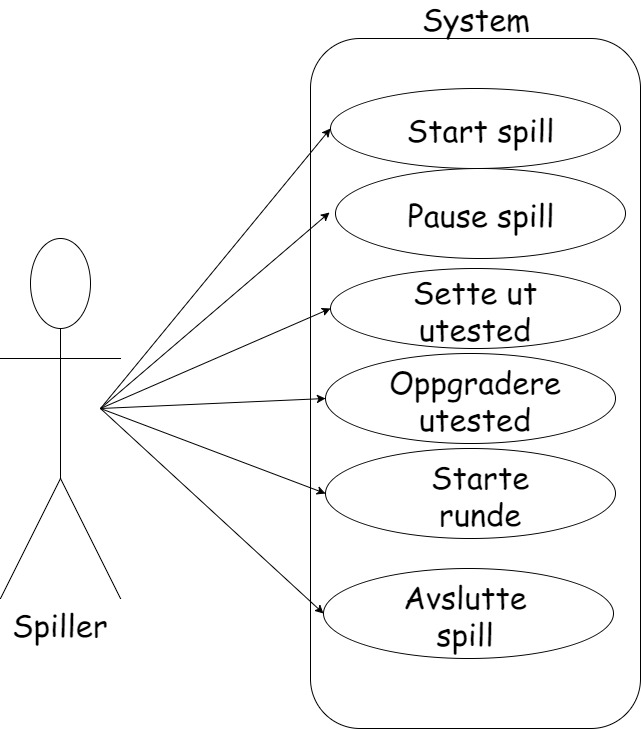 System
Start spill
Pause spill
Sette ut
utested
Oppgradere
utested
Starte
runde
Avslutte
spill
Spiller